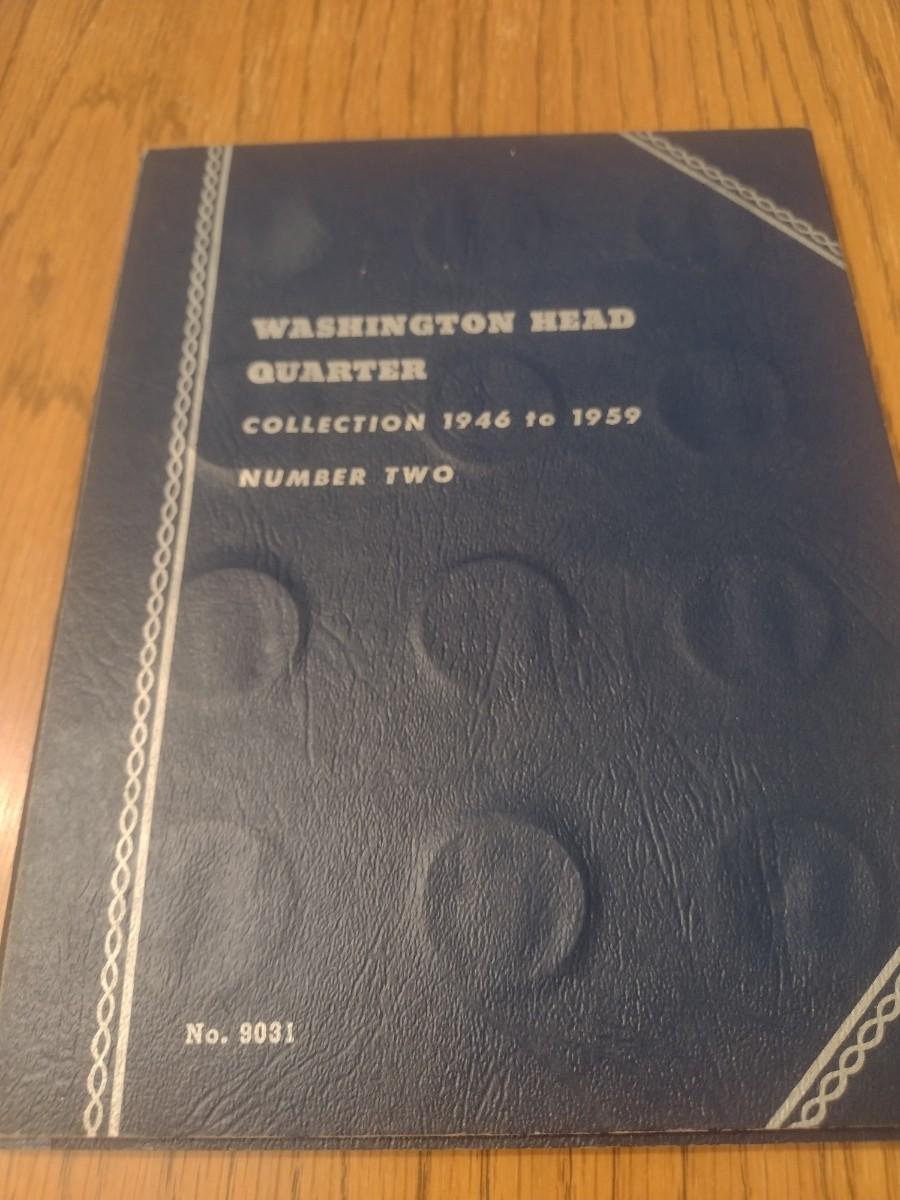 WASHINGTON HEAD
QUARTER
COLLECTION 1946 to 1959
NUMBER TWO
No. 9031